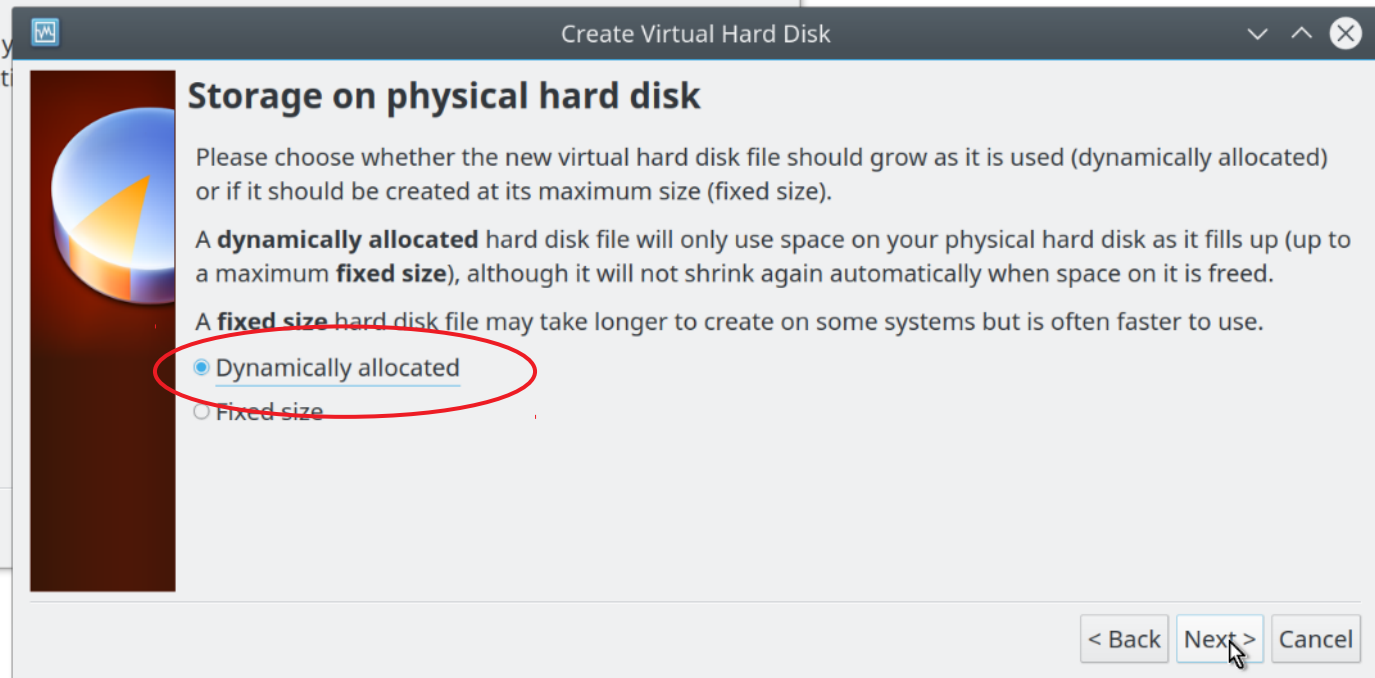 y
Create Virtual Hard Disk
ti
Storage on physical hard disk
Please choose whether the new virtual hard disk file should grow as it is used (dynamically allocated)
or if it should be created at its maximum size (fixed size).
A dynamically allocated hard disk file will only use space on your physical hard disk as it fills up (up to
a maximum fixed size), although it will not shrink again automatically when space on it is freed.
A fixed size hard disk file may take longer to create on some systems but is often faster to use.
Dynamically allocated
Fixed size
< Back Next > Cancel